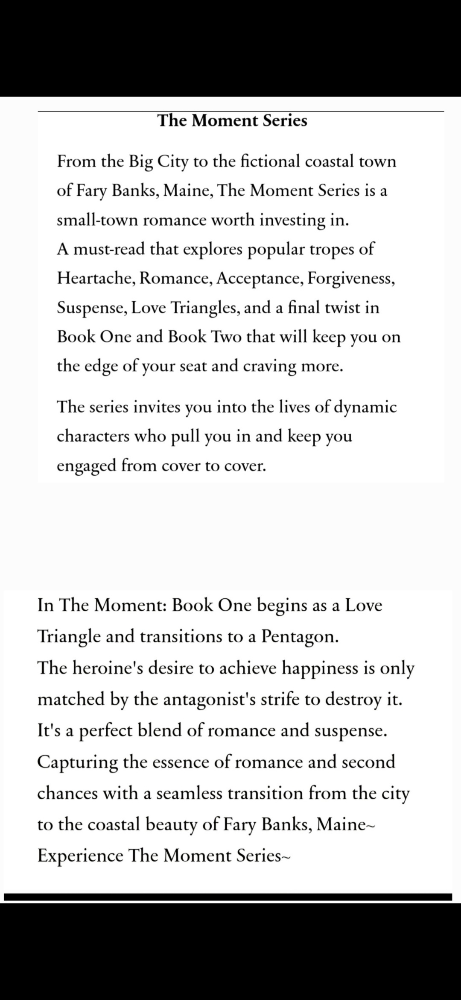 The Moment Series
From the Big City to the fictional coastal town
of Fary Banks, Maine, The Moment Series is a
small-town romance worth investing in.
A must-read that explores popular tropes of
Heartache, Romance, Acceptance, Forgiveness,
Suspense, Love Triangles, and a final twist in
Book One and Book Two that will keep you on
the edge of your seat and craving more.
The series invites you into the lives of dynamic
characters who pull you in and keep you
engaged from cover to cover.
In The Moment: Book One begins as a Love
Triangle and transitions to a Pentagon.
The heroine's desire to achieve happiness is only
matched by the antagonist's strife to destroy it.
It's a perfect blend of romance and suspense.
Capturing the essence of romance and second
chances with a seamless transition from the city
to the coastal beauty of Fary Banks, Maine~
Experience The Moment Series~